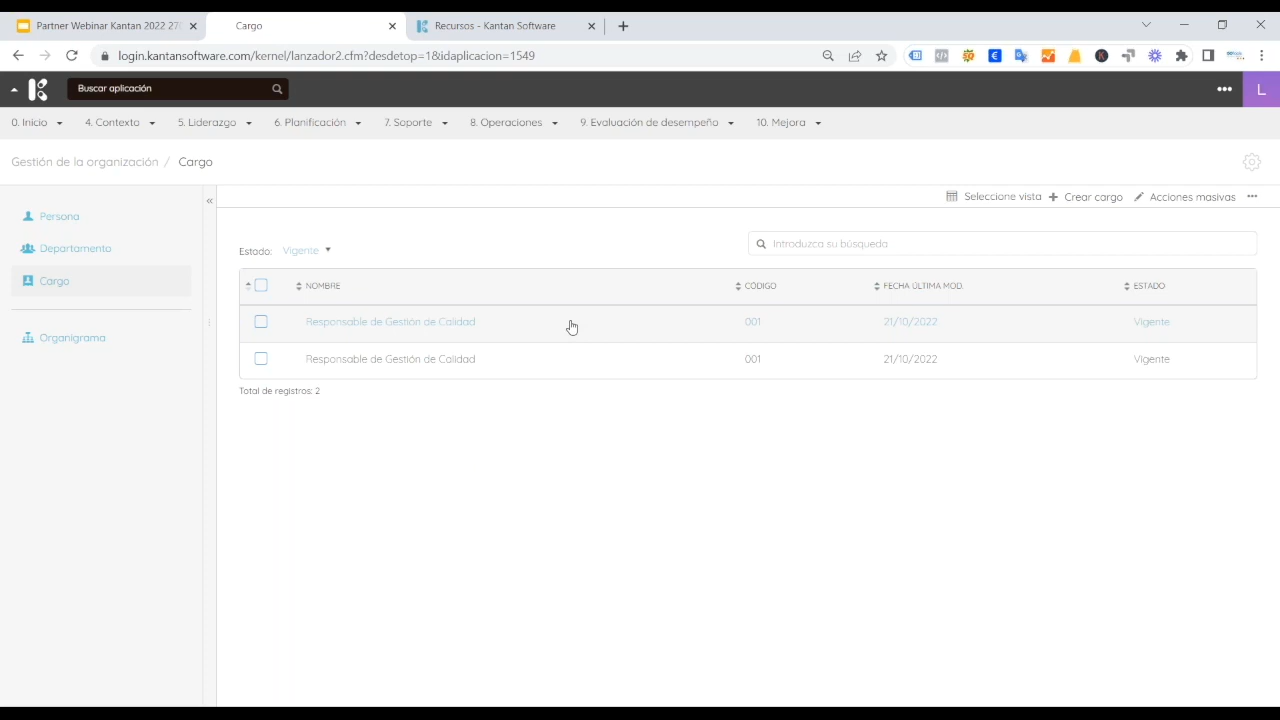 Partner Webinar Kantan 2022 27
Cargo
Recursos - Kantan Software
login.kantansoftware.com/kernel/lanzador2.cfm?desdetop=1&idaplicacion=1549
Buscar aplicación
L
0. Inicio
4. Contexto
5. Liderazgo
6. Planificación
7. Soporte
8. Operaciones
9. Evaluación de desempeño
10. Mejora
Gestión de la organización / Cargo
Persona
Departamento
Cargo
Organigrama
Seleccione vista
Crear cargo
Acciones masivas
Estado: Vigente
Introduzca su búsqueda
NOMBRE CÓDIGO FECHA ÚLTIMA MOD. ESTADO
Responsable de Gestión de Calidad 001 21/10/2022 Vigente
Responsable de Gestión de Calidad 001 21/10/2022 Vigente
Total de registros: 2